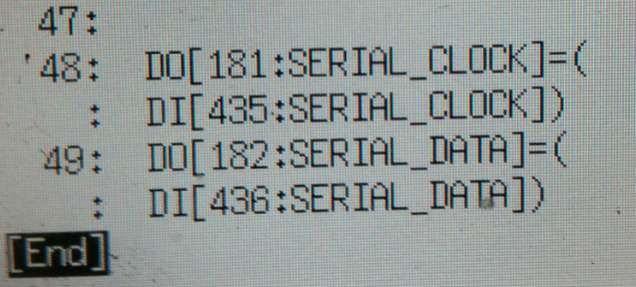 47:
48: DO[181:SERIAL_CLOCK]=(
: DI[435:SERIAL_CLOCK])
49: DO[182:SERIAL_DATA]=(
: DI[436:SERIAL_DATA])
[End]